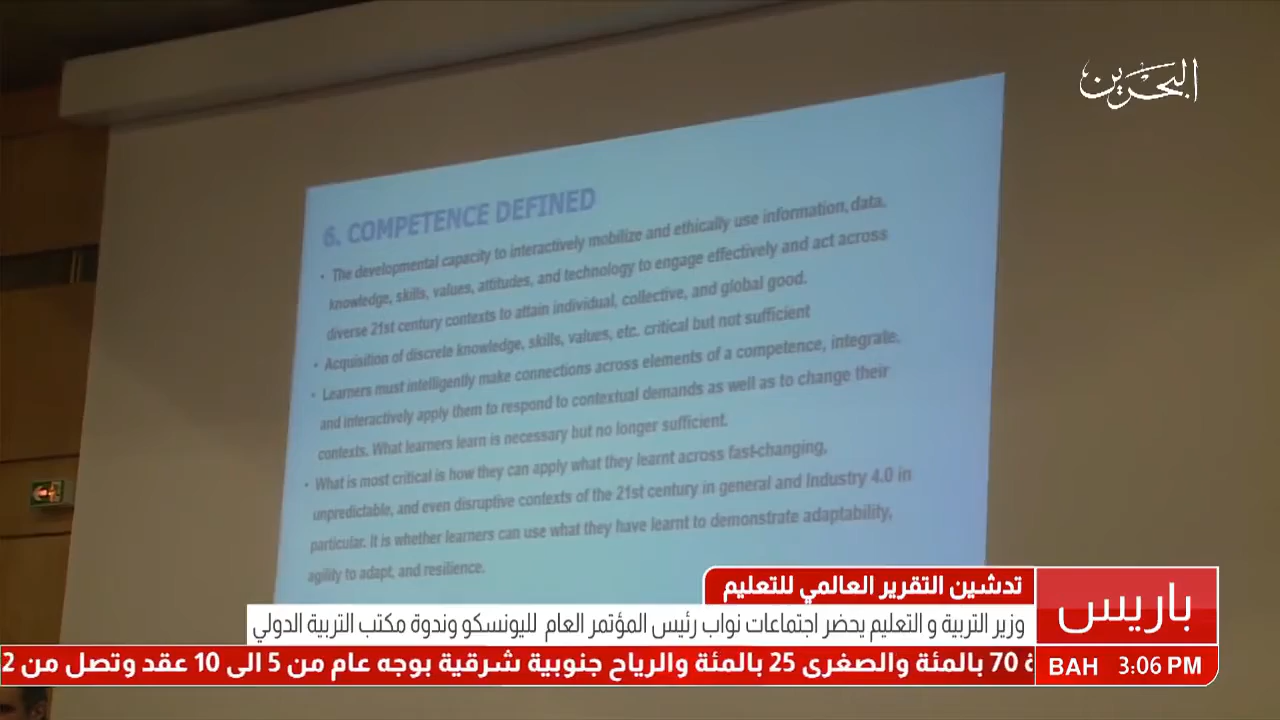 البحرين
6. COMPETENCE DEFINED
• The developmental capacity to interactively mobilize and ethically use information, data,
knowledge, skills, values, attitudes, and technology to engage effectively and act across
diverse 21st century contexts to attain individual, collective, and global good.
• Acquisition of discrete knowledge, skills, values, etc. critical but not sufficient
• Learners must intelligently make connections across elements of a competence, integrate,
and interactively apply them to respond to contextual demands as well as to change their
contexts. What learners learn is necessary but no longer sufficient.
• What is most critical is how they can apply what they learnt across fast-changing,
unpredictable, and even disruptive contexts of the 21st century in general and Industry 4.0 in
particular. It is whether learners can use what they have learnt to demonstrate adaptability,
agility to adapt, and resilience.
تدشين التقرير العالمي للتعليم
باريس
وزير التربية و التعليم يحضر اجتماعات نواب رئيس المؤتمر العام لليونسكو وندوة مكتب التربية الدولي
BAH 3:06 PM
ة 70 بالمئة والصغرى 25 بالمئة والرياح جنوبية شرقية بوجه عام من 5 الى 10 عقد وتصل من 2